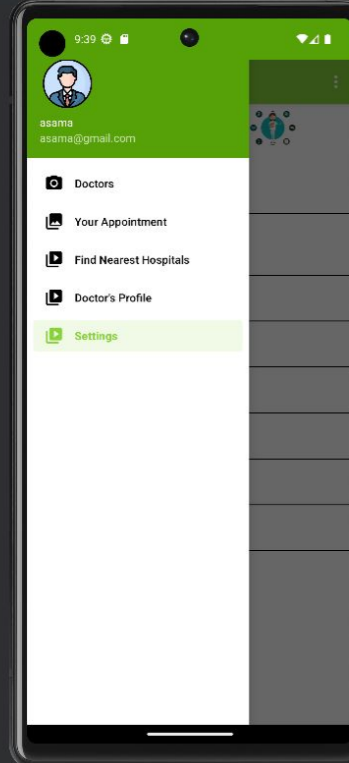 9:39
asama
asama@gmail.com
Doctors
Your Appointment
Find Nearest Hospitals
Doctor's Profile
Settings